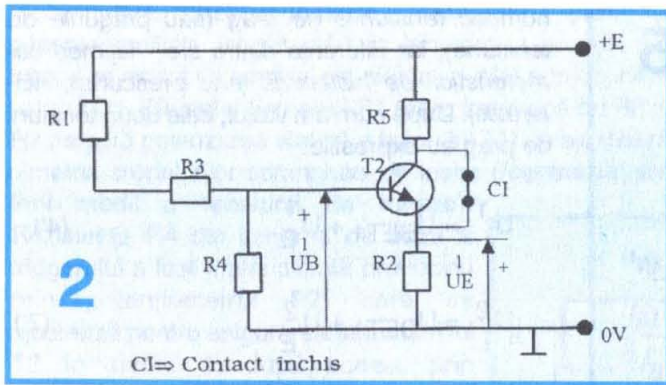 +E
R1
R5
R3
T2
CI
+
R4
UB
R2
UE
+
2
0V
CI⇒ Contact inchis